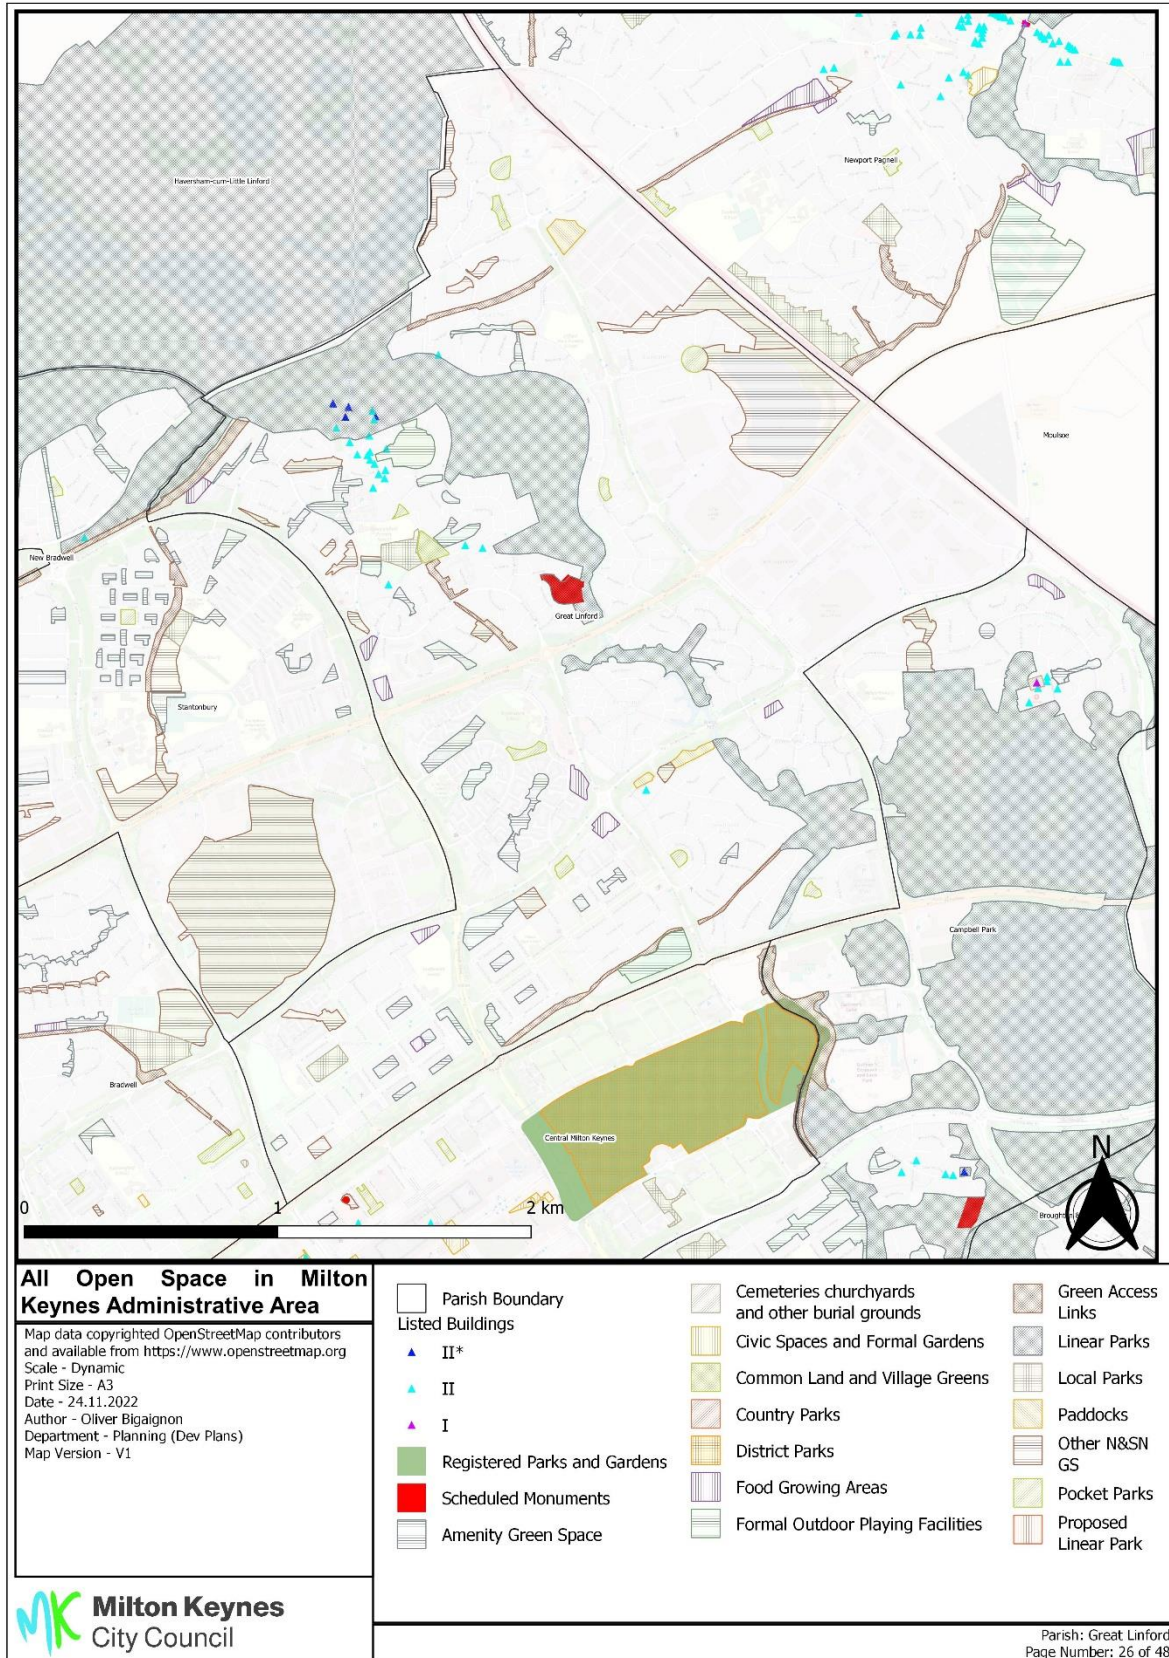 Haversham-cum-Little Linford
Newport Pagnell
Moulsoe
New Bradwell
Great Linford
Stantonbury
Campbell Park
Bradwell
Central Milton Keynes
N
0 1 2 km
All Open Space in Milton
Keynes Administrative Area
Map data copyrighted OpenStreetMap contributors
and available from https://www.openstreetmap.org
Scale - Dynamic
Print Size - A3
Date - 24.11.2022
Author - Oliver Bigaignon
Department - Planning (Dev Plans)
Map Version - V1
MK Milton Keynes
City Council
Parish Boundary
Listed Buildings
II*
II
I
Registered Parks and Gardens
Scheduled Monuments
Amenity Green Space
Cemeteries churchyards
and other burial grounds
Civic Spaces and Formal Gardens
Common Land and Village Greens
Country Parks
District Parks
Food Growing Areas
Formal Outdoor Playing Facilities
Green Access
Links
Linear Parks
Local Parks
Paddocks
Other N&SN
GS
Pocket Parks
Proposed
Linear Park
Parish: Great Linford
Page Number: 26 of 48